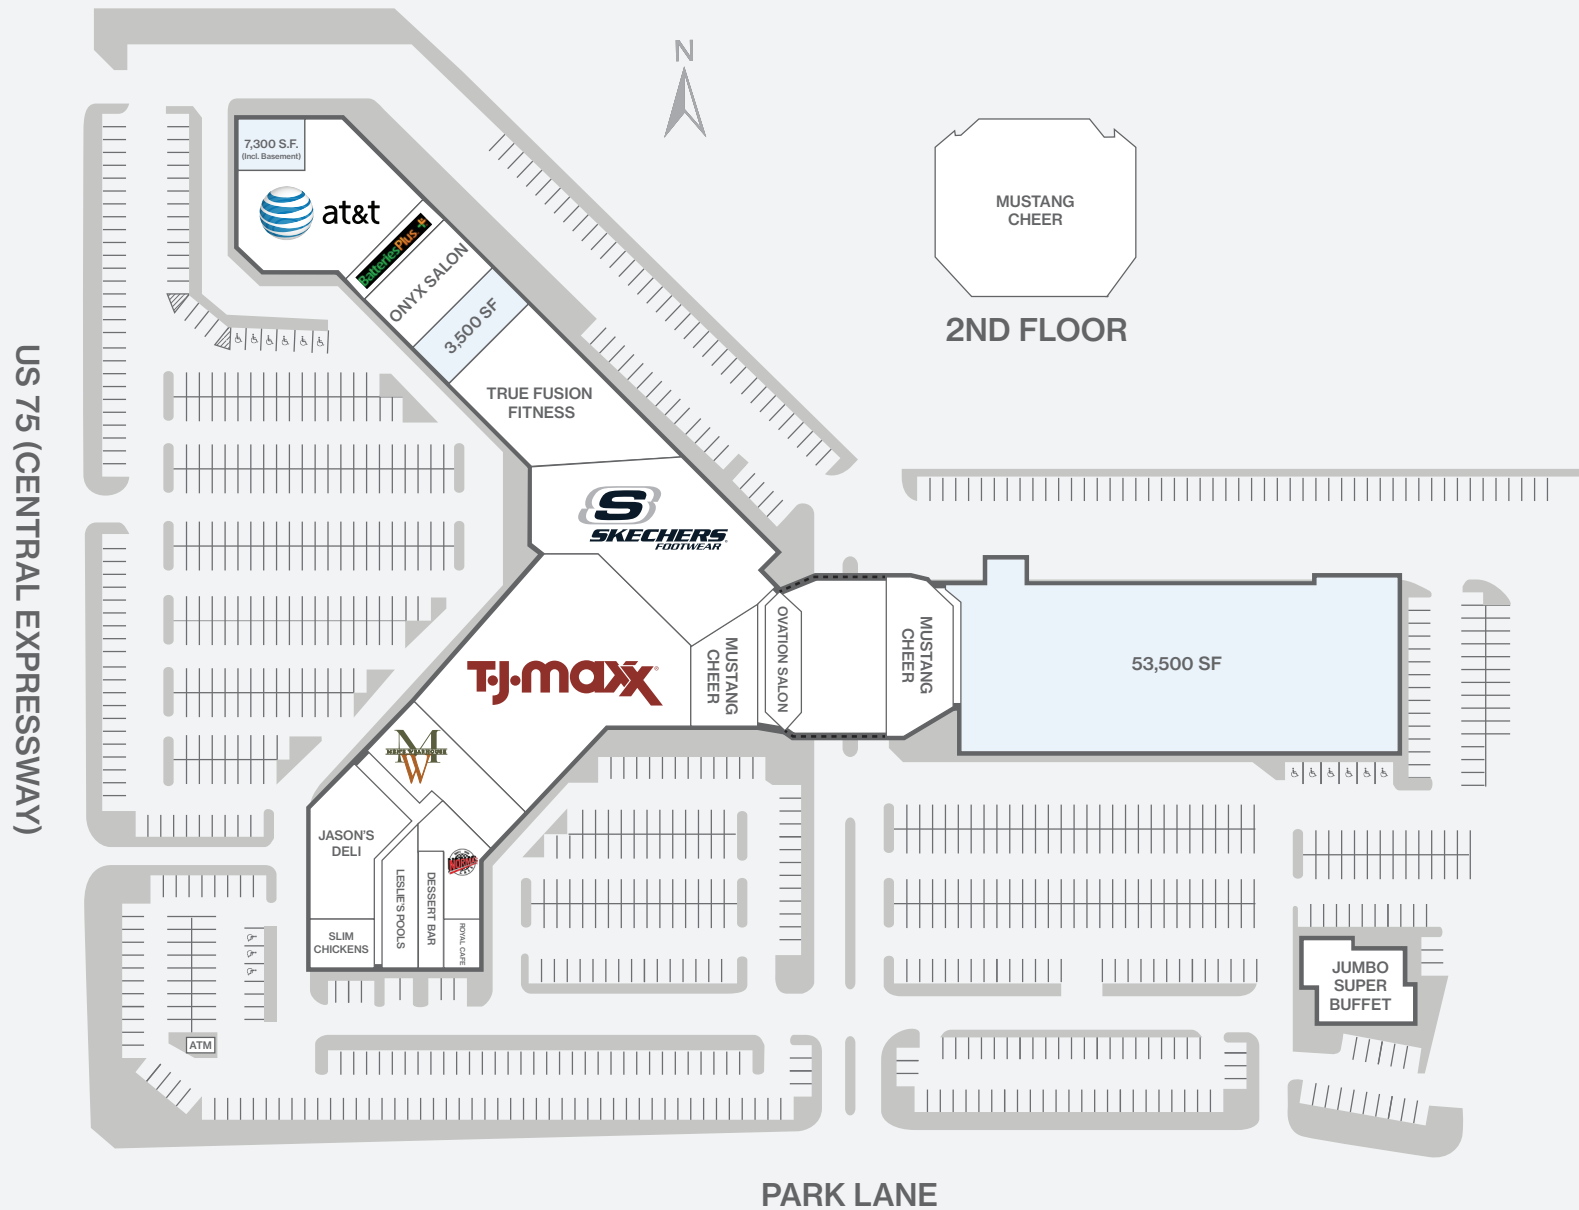 N
7,300 S.F.
(Incl. Basement)
at&t
BatteriesPlus +
ONYX SALON
3,500 SF
TRUE FUSION
FITNESS
S
SKECHERS
FOOTWEAR
MUSTANG
CHEER
2ND FLOOR
US 75 (CENTRAL EXPRESSWAY)
T·J·maxx
MUSTANG
CHEER
OVATION SALON
MUSTANG
CHEER
53,500 SF
M
MEN'S WEARHOUSE
W
JASON'S
DELI
SLIM
CHICKENS
LESLIE'S POOLS
DESSERT BAR
ROYAL CAFE
JUMBO
SUPER
BUFFET
ATM
PARK LANE